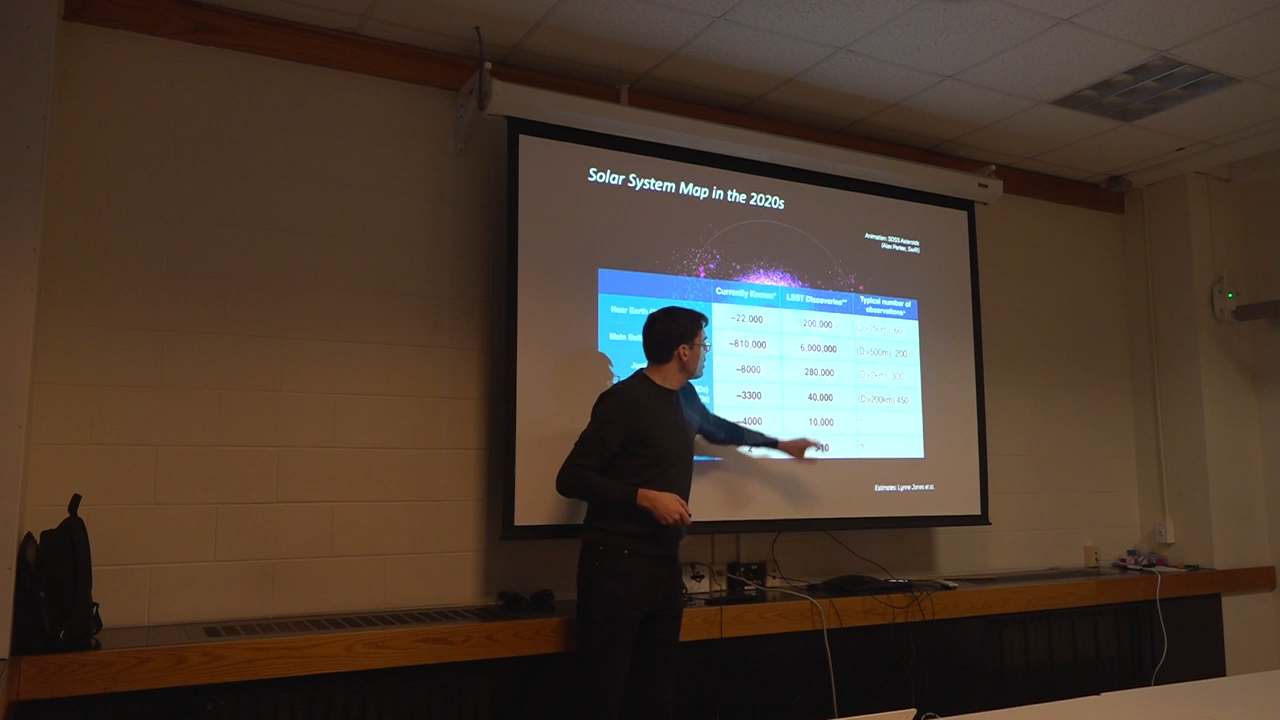 Solar System Map in the 2020s
Animation: SDSS Asteroids
(Alex Parker, SwRI)
Currently Known* LSST Discoveries** Typical number of
observations+
Near Earth
~22,000 200,000 (D>250m) 60
Main
~810,000 6,000,000 (D>500m) 200
~8000 280,000 (D>2km) 300
~3300 40,000 (D>200km) 450
~4000 10,000
2 >10 ?
Estimates: Lynne Jones et al.